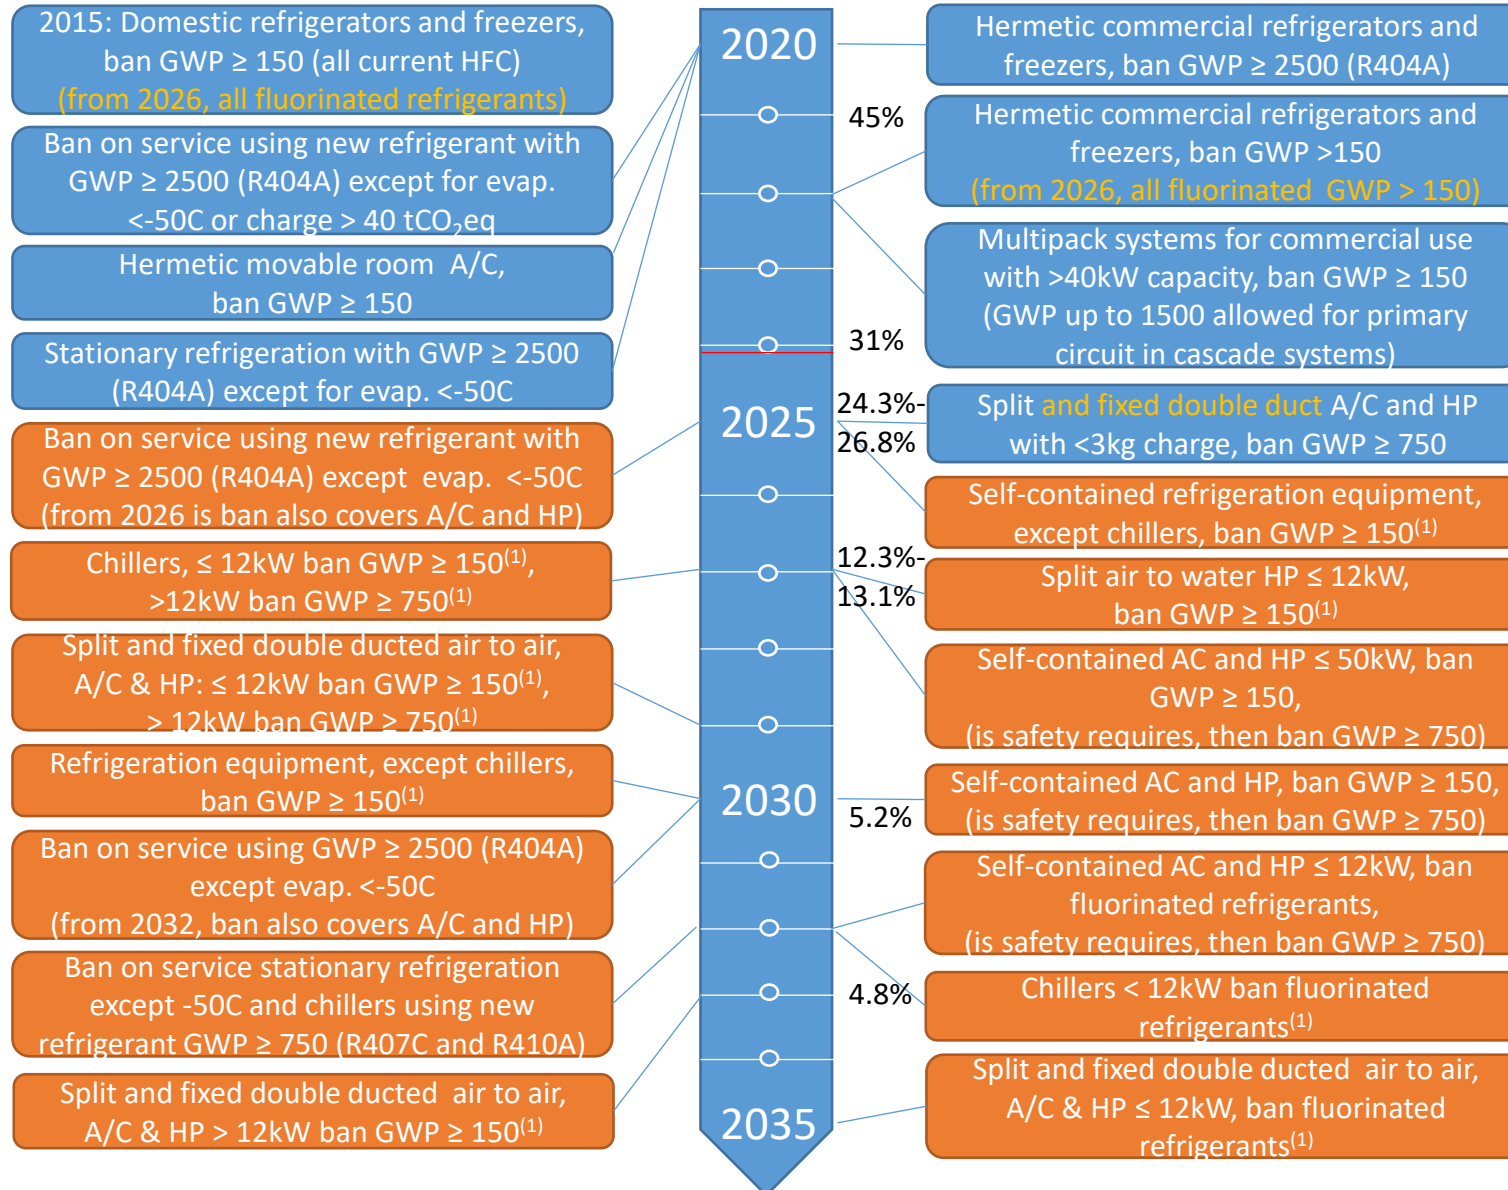 2015: Domestic refrigerators and freezers,
ban GWP ≥ 150 (all current HFC)
(from 2026, all fluorinated refrigerants)
Ban on service using new refrigerant with
GWP ≥ 2500 (R404A) except for evap.
<-50C or charge > 40 tCO₂eq
Hermetic movable room A/C,
ban GWP ≥ 150
Stationary refrigeration with GWP ≥ 2500
(R404A) except for evap. <-50C
Ban on service using new refrigerant with
GWP ≥ 2500 (R404A) except evap. <-50C
(from 2026 is ban also covers A/C and HP)
Chillers, ≤ 12kW ban GWP ≥ 150⁽¹⁾,
>12kW ban GWP ≥ 750⁽¹⁾
Split and fixed double ducted air to air,
A/C & HP: ≤ 12kW ban GWP ≥ 150⁽¹⁾,
> 12kW ban GWP ≥ 750⁽¹⁾
Refrigeration equipment, except chillers,
ban GWP ≥ 150⁽¹⁾
Ban on service using GWP ≥ 2500 (R404A)
except evap. <-50C
(from 2032, ban also covers A/C and HP)
Ban on service stationary refrigeration
except -50C and chillers using new
refrigerant GWP ≥ 750 (R407C and R410A)
Split and fixed double ducted air to air,
A/C & HP > 12kW ban GWP ≥ 150⁽¹⁾
2020
45%
31%
2025
24.3%-
26.8%
12.3%-
13.1%
2030
5.2%
4.8%
2035
Hermetic commercial refrigerators and
freezers, ban GWP ≥ 2500 (R404A)
Hermetic commercial refrigerators and
freezers, ban GWP >150
(from 2026, all fluorinated GWP > 150)
Multipack systems for commercial use
with >40kW capacity, ban GWP ≥ 150
(GWP up to 1500 allowed for primary
circuit in cascade systems)
Split and fixed double duct A/C and HP
with <3kg charge, ban GWP ≥ 750
Self-contained refrigeration equipment,
except chillers, ban GWP ≥ 150⁽¹⁾
Split air to water HP ≤ 12kW,
ban GWP ≥ 150⁽¹⁾
Self-contained AC and HP ≤ 50kW, ban
GWP ≥ 150,
(is safety requires, then ban GWP ≥ 750)
Self-contained AC and HP, ban GWP ≥ 150,
(is safety requires, then ban GWP ≥ 750)
Self-contained AC and HP ≤ 12kW, ban
fluorinated refrigerants,
(is safety requires, then ban GWP ≥ 750)
Chillers < 12kW ban fluorinated
refrigerants⁽¹⁾
Split and fixed double ducted air to air,
A/C & HP ≤ 12kW, ban fluorinated
refrigerants⁽¹⁾